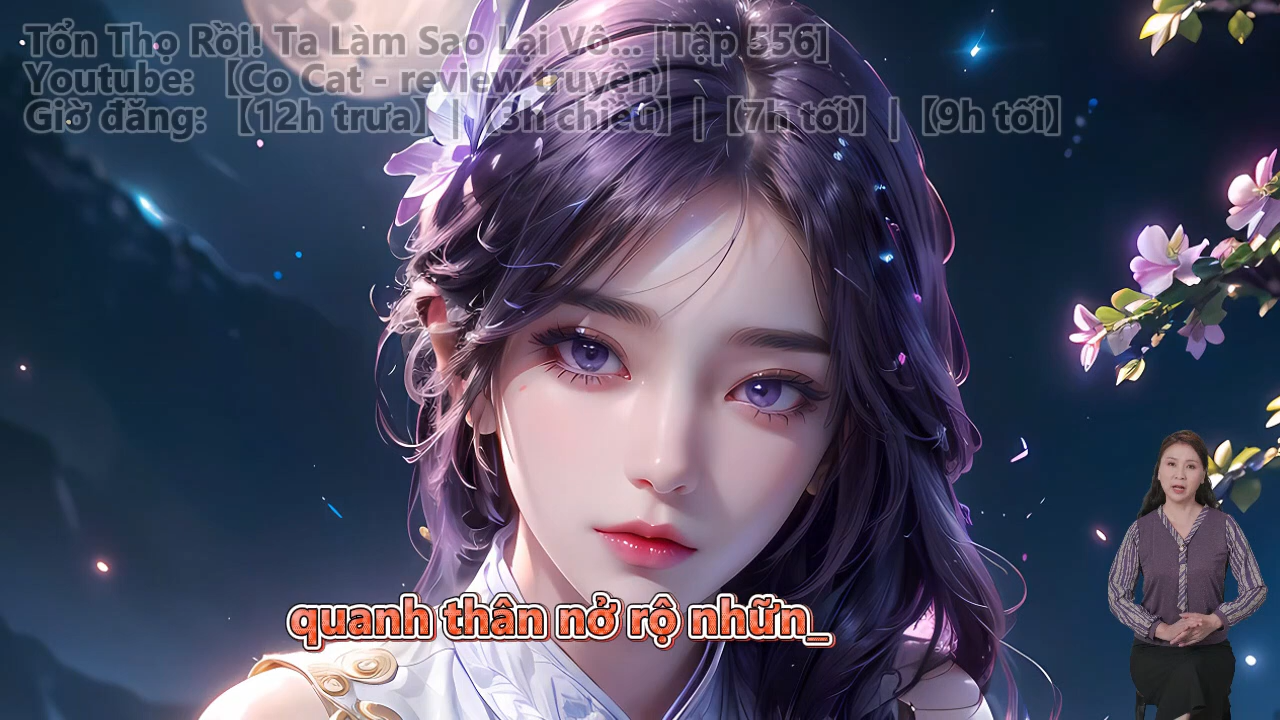 Tổn Thọ Rồi! Ta Làm Sao Lại Vô... [Tập 556]
Youtube: 【Cọ Cat - review truyện】
Giờ đăng: 【12h trưa】 | 【3h chiều】 | 【7h tối】 | 【9h tối】
quanh thân nở rộ nhữn_